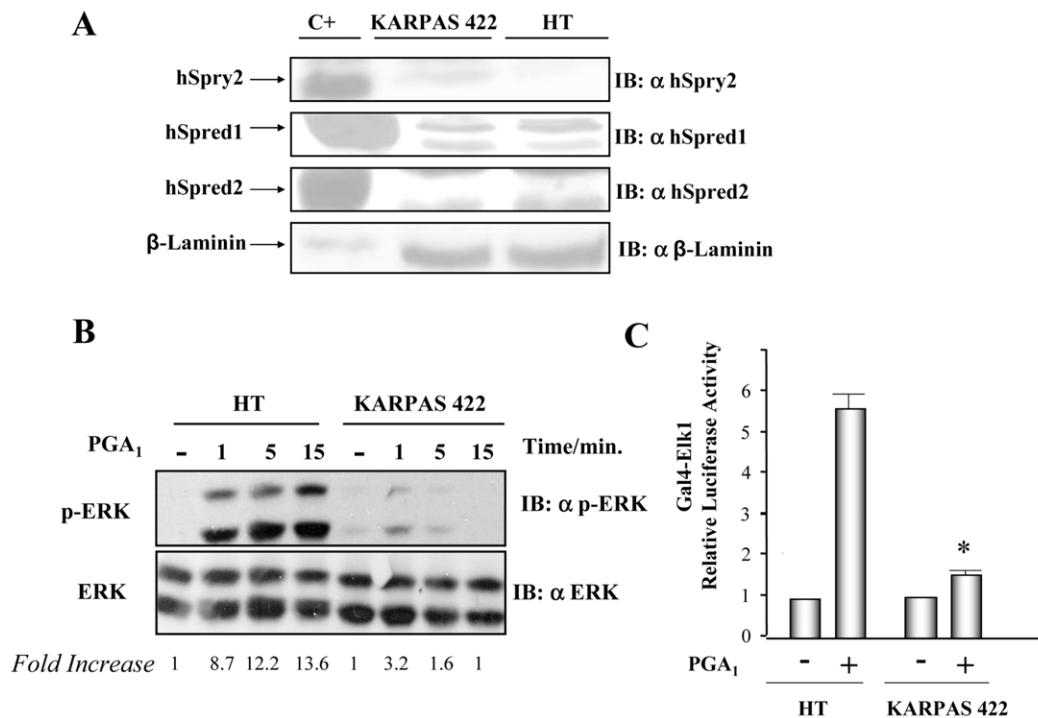 A
C+ KARPAS 422 HT
hSpry2 IB: α hSpry2
hSpred1 IB: α hSpred1
hSpred2 IB: α hSpred2
β-Laminin IB: α β-Laminin
B
HT KARPAS 422
PGA₁ - 1 5 15 - 1 5 15 Time/min.
p-ERK IB: α p-ERK
ERK IB: α ERK
Fold Increase 1 8.7 12.2 13.6 1 3.2 1.6 1
C
Gal4-Elk1
Relative Luciferase Activity
6
5
4
3
2
1
0
*
PGA₁ - + - +
HT KARPAS 422